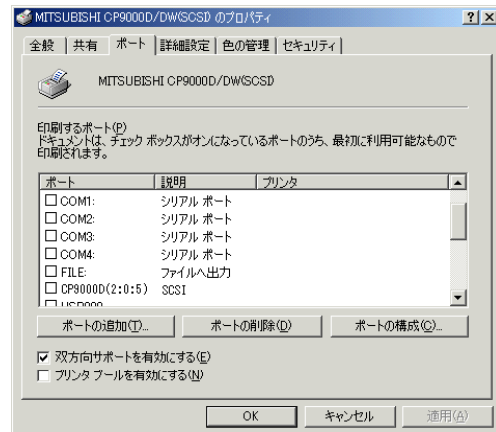 MITSUBISHI CP9000D/DW(SCSI) のプロパティ
全般 共有 ポート 詳細設定 色の管理 セキュリティ
MITSUBISHI CP9000D/DW(SCSI)
印刷するポート(P)
ドキュメントは、チェック ボックスがオンになっているポートのうち、最初に利用可能なもので
印刷されます。
ポート 説明 プリンタ
COM1: シリアル ポート
COM2: シリアル ポート
COM3: シリアル ポート
COM4: シリアル ポート
FILE: ファイルへ出力
CP9000D(2:0:5) SCSI
ポートの追加(T)... ポートの削除(D) ポートの構成(C)...
双方向サポートを有効にする(E)
プリンタ プールを有効にする(N)
OK キャンセル 適用(A)